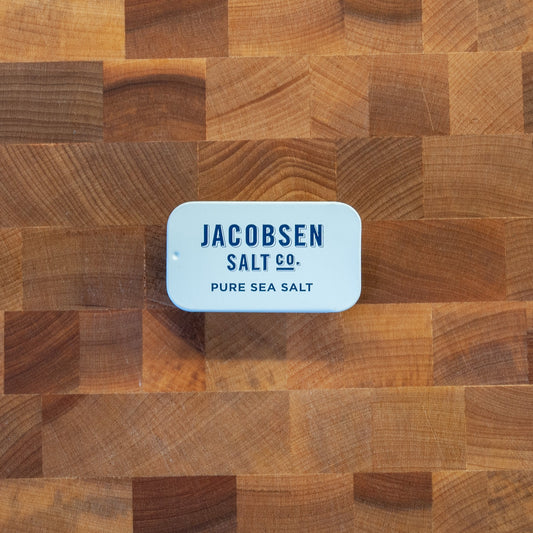 JACOBSEN
SALT CO.
PURE SEA SALT